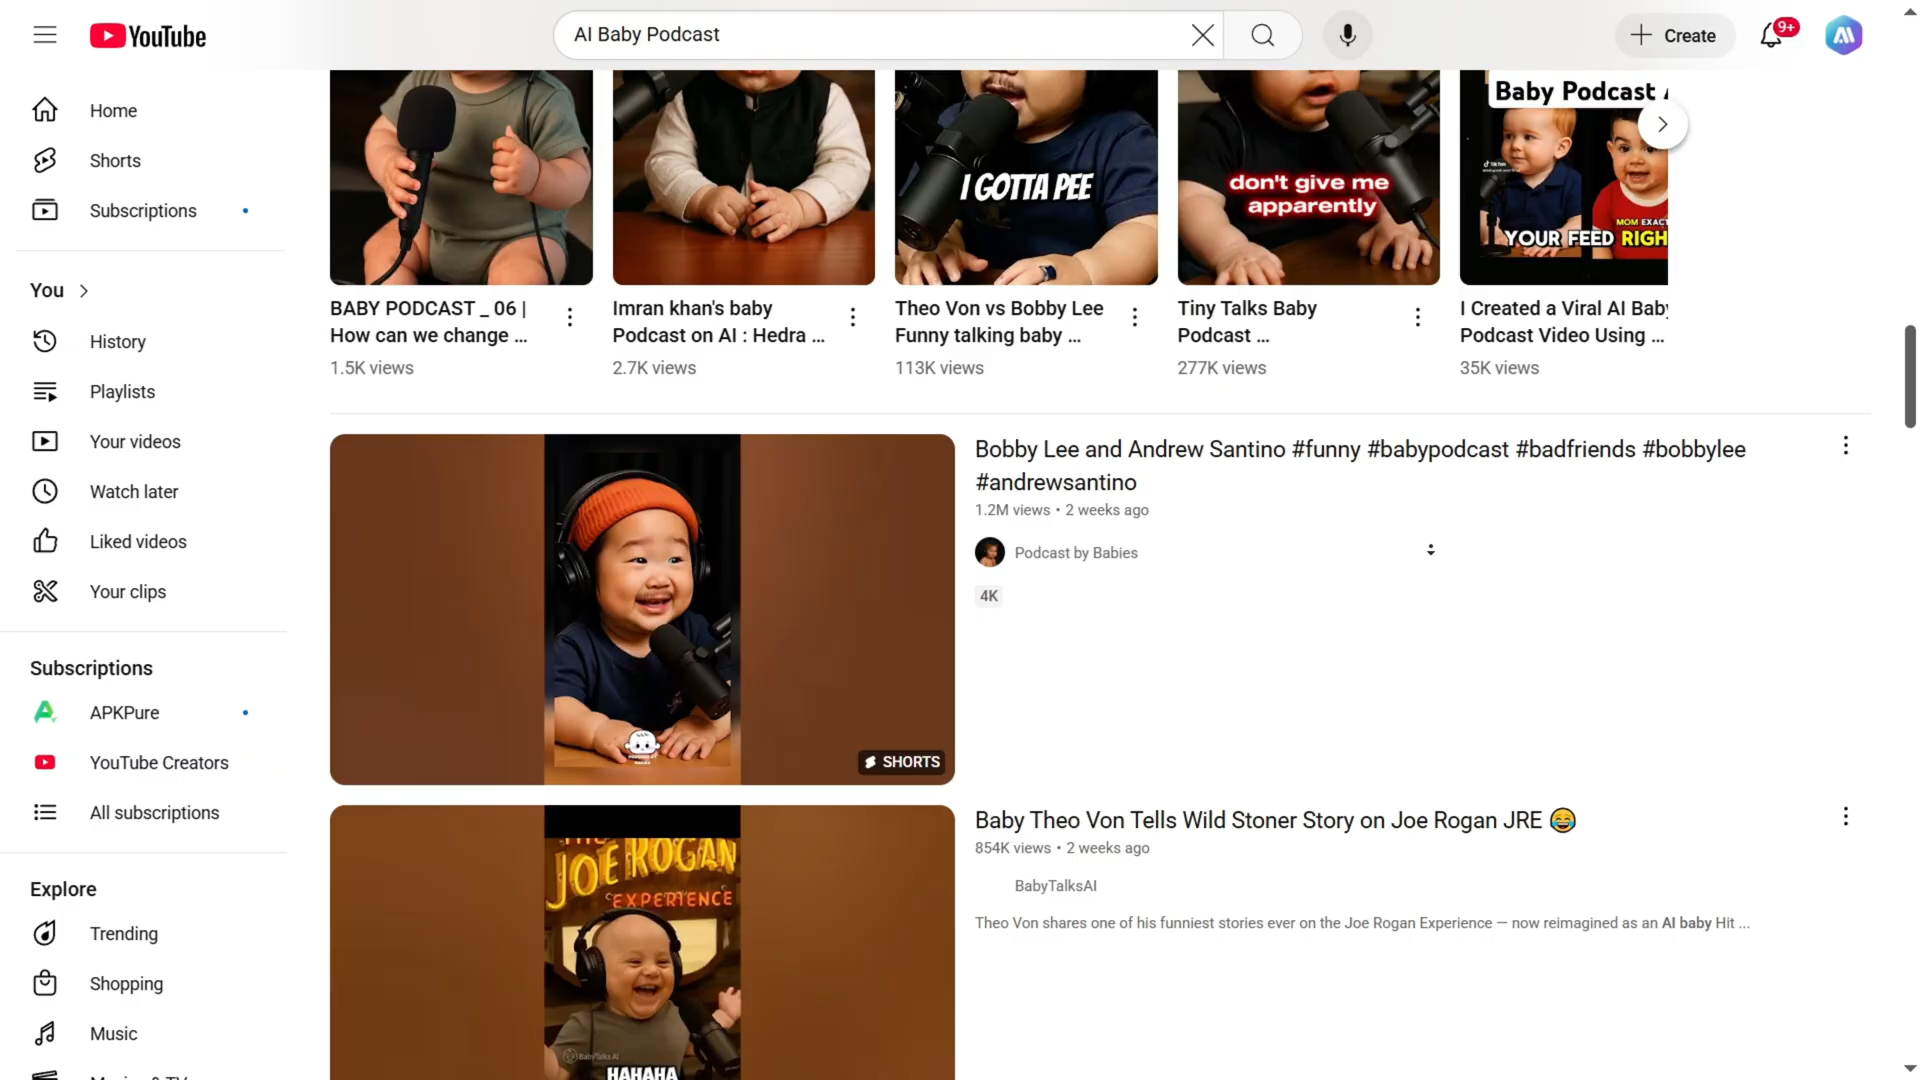 YouTube
AI Baby Podcast
Create
9+
Home
Shorts
Subscriptions
You
History
Playlists
Your videos
Watch later
Liked videos
Your clips
Subscriptions
APKPure
YouTube Creators
All subscriptions
Explore
Trending
Shopping
Music
I GOTTA PEE
don't give me
apparently
Baby Podcast
TikTok
MOM EXAC
YOUR FEED RIGH
BABY PODCAST _ 06 |
How can we change ...
1.5K views
Imran khan's baby
Podcast on AI : Hedra ...
2.7K views
Theo Von vs Bobby Lee
Funny talking baby ...
113K views
Tiny Talks Baby
Podcast ...
277K views
I Created a Viral AI Baby
Podcast Video Using ...
35K views
SHORTS
Bobby Lee and Andrew Santino #funny #babypodcast #badfriends #bobbylee
#andrewsantino
1.2M views • 2 weeks ago
Podcast by Babies
4K
JOE ROGAN
EXPERIENCE
BabyTalks AI
HAHAHA
Baby Theo Von Tells Wild Stoner Story on Joe Rogan JRE 😂
854K views • 2 weeks ago
BabyTalksAI
Theo Von shares one of his funniest stories ever on the Joe Rogan Experience — now reimagined as an AI baby Hit ...